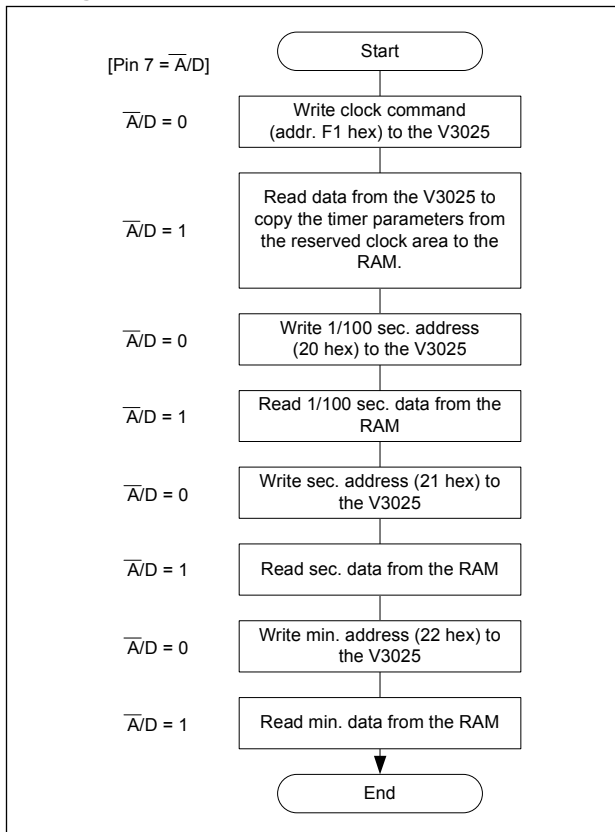 Start
[Pin 7 = A̅/D]
A̅/D = 0
Write clock command
(addr. F1 hex) to the V3025
A̅/D = 1
Read data from the V3025 to
copy the timer parameters from
the reserved clock area to the
RAM.
A̅/D = 0
Write 1/100 sec. address
(20 hex) to the V3025
A̅/D = 1
Read 1/100 sec. data from the
RAM
A̅/D = 0
Write sec. address (21 hex) to
the V3025
A̅/D = 1
Read sec. data from the RAM
A̅/D = 0
Write min. address (22 hex) to
the V3025
A̅/D = 1
Read min. data from the RAM
End